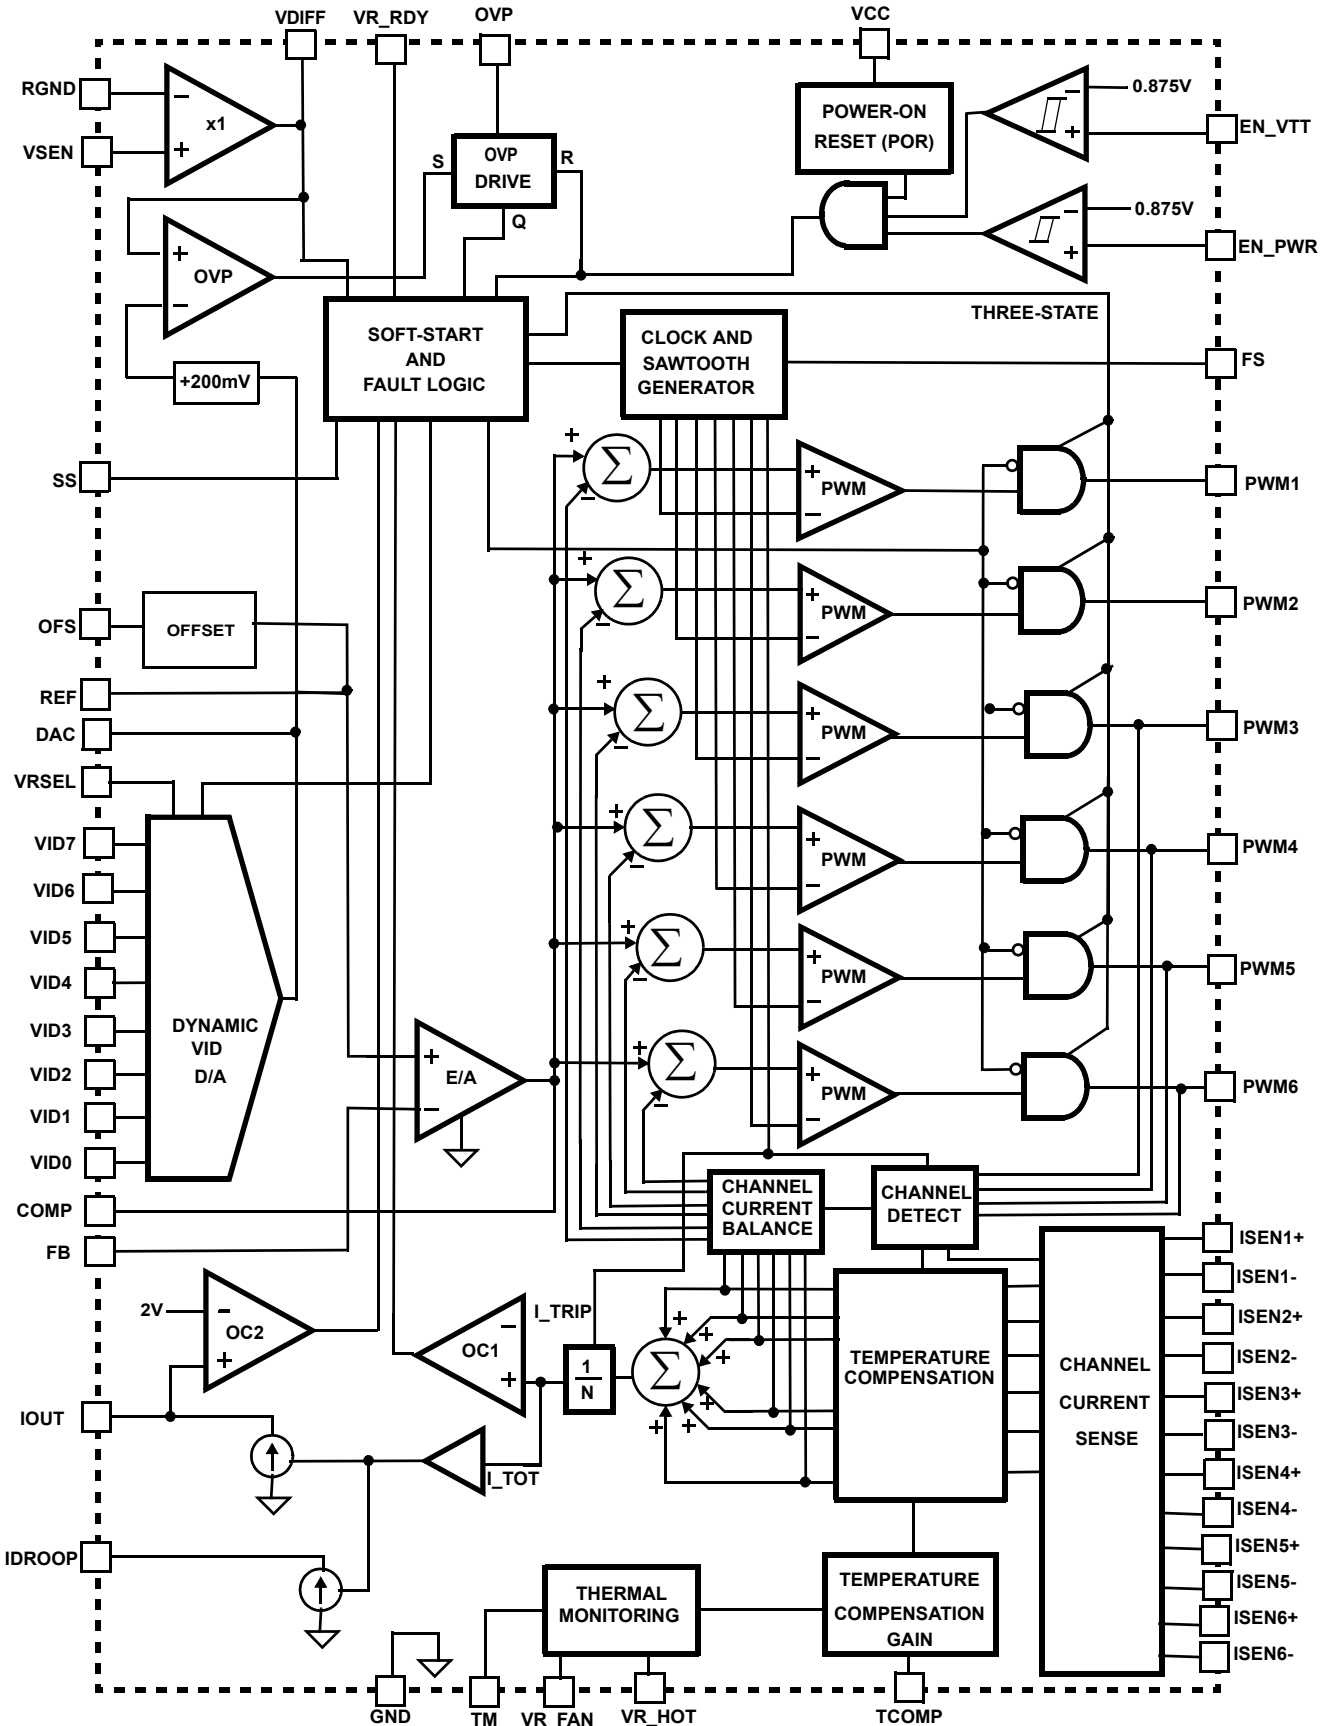 VDIFF VR_RDY OVP VCC
RGND
VSEN
− + x1
S OVP DRIVE R
Q
POWER-ON
RESET (POR)
− 0.875V
+ EN_VTT
− 0.875V
+ EN_PWR
+ − OVP
+200mV
SOFT-START
AND
FAULT LOGIC
CLOCK AND
SAWTOOTH
GENERATOR
THREE-STATE
FS
SS
+ − Σ + − PWM PWM1
+ − Σ + − PWM PWM2
+ − Σ + − PWM PWM3
+ − Σ + − PWM PWM4
+ − Σ + − PWM PWM5
+ − Σ + − PWM PWM6
OFS OFFSET
REF
DAC
VRSEL
VID7
VID6
VID5
VID4
VID3
VID2
VID1
VID0
DYNAMIC
VID
D/A
+ − E/A
COMP
FB
CHANNEL
CURRENT
BALANCE
CHANNEL
DETECT
2V − + OC2
− + OC1
I_TRIP
1
N
Σ + + + + + +
I_TOT
TEMPERATURE
COMPENSATION
CHANNEL
CURRENT
SENSE
ISEN1+
ISEN1-
ISEN2+
ISEN2-
ISEN3+
ISEN3-
ISEN4+
ISEN4-
ISEN5+
ISEN5-
ISEN6+
ISEN6-
IOUT
IDROOP
THERMAL
MONITORING
TEMPERATURE
COMPENSATION
GAIN
GND TM VR_FAN VR_HOT TCOMP